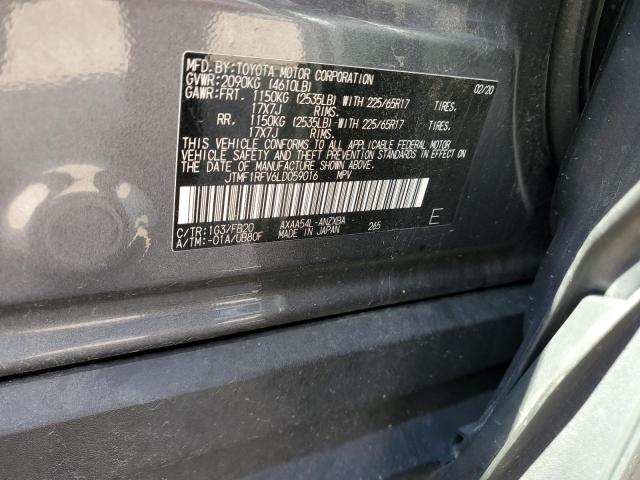 MFD. BY: TOYOTA MOTOR CORPORATION 02/20
GVWR: 2090KG (4610LB)
GAWR: FRT. 1150KG (2535LB) WITH 225/65R17 TIRES,
17X7J RIMS.
RR. 1150KG (2535LB) WITH 225/65R17 TIRES,
17X7J RIMS.
THIS VEHICLE CONFORMS TO ALL APPLICABLE FEDERAL MOTOR
VEHICLE SAFETY AND THEFT PREVENTION STANDARDS IN EFFECT
ON THE DATE OF MANUFACTURE SHOWN ABOVE.
JTMF1RFV6LD059016 MPV
C/TR: 1G3/FB20 AXAA54L-ANZXBA 265
A/TM: -01A/UB80F MADE IN JAPAN E